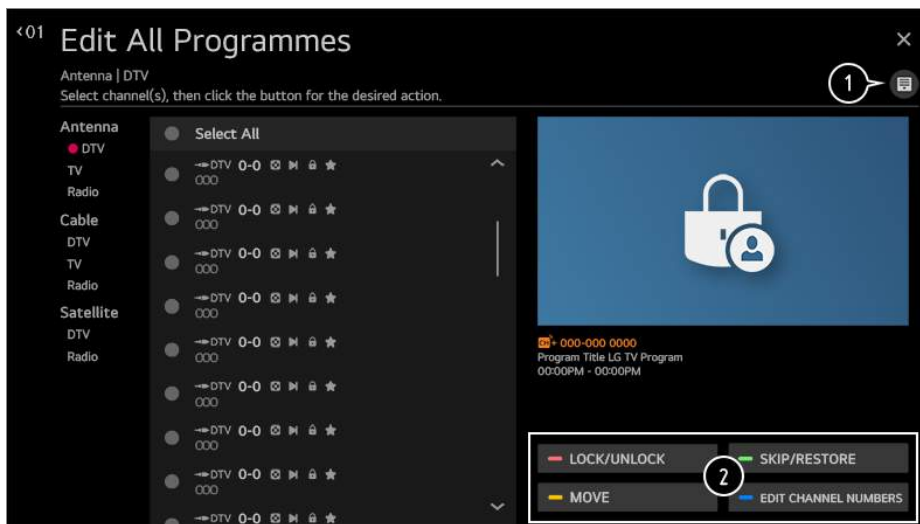 <01 Edit All Programmes
Antenna | DTV
Select channel(s), then click the button for the desired action.
1
Antenna
DTV
TV
Radio
Cable
DTV
TV
Radio
Satellite
DTV
Radio
Select All
DTV 0-0
000
DTV 0-0
000
DTV 0-0
000
DTV 0-0
000
DTV 0-0
000
DTV 0-0
000
DTV 0-0
000
DTV 0-0
000
DTV 0-0
CH+ 000-000 0000
Program Title LG TV Program
00:00PM - 00:00PM
LOCK/UNLOCK
SKIP/RESTORE
2
MOVE
EDIT CHANNEL NUMBERS